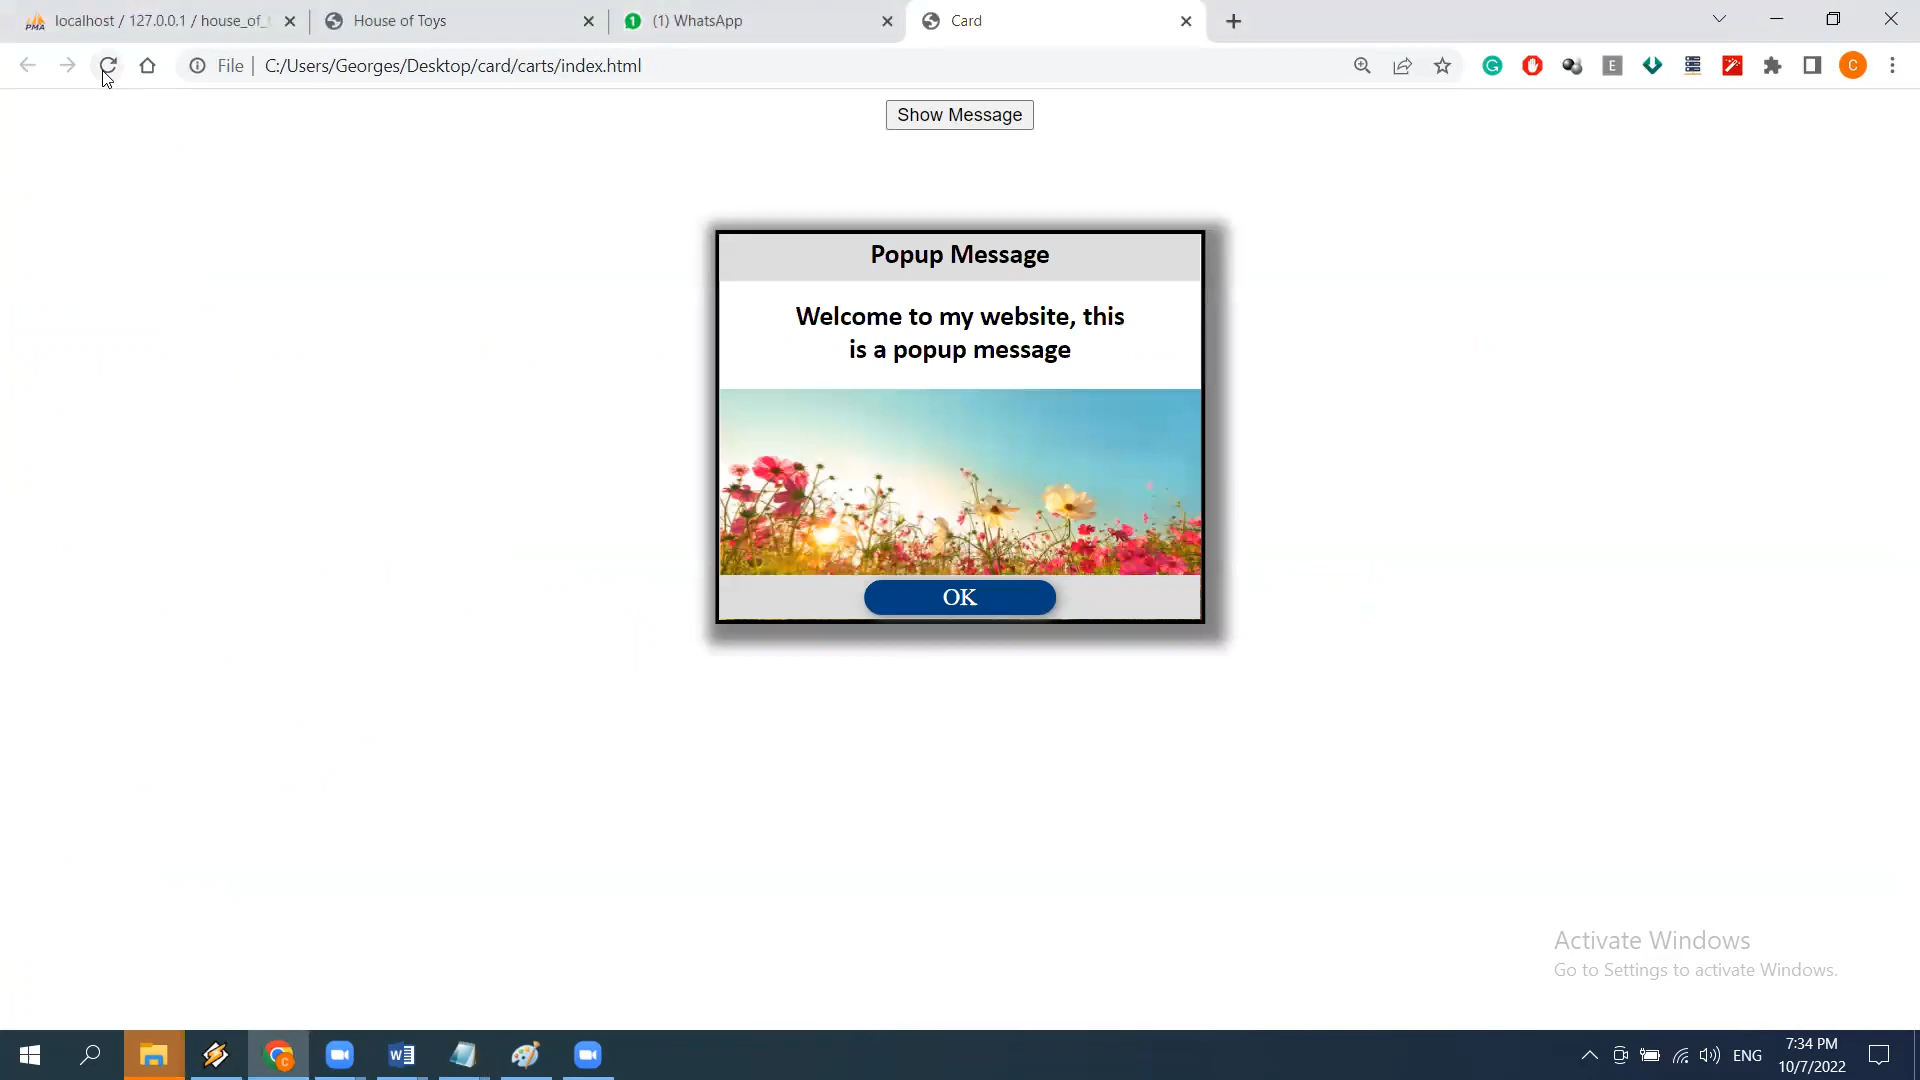 localhost / 127.0.0.1 / house_of_
House of Toys
(1) WhatsApp
Card
File
C:/Users/Georges/Desktop/card/carts/index.html
C
Show Message
Popup Message
Welcome to my website, this
is a popup message
OK
Activate Windows
Go to Settings to activate Windows.
ENG
7:34 PM
10/7/2022